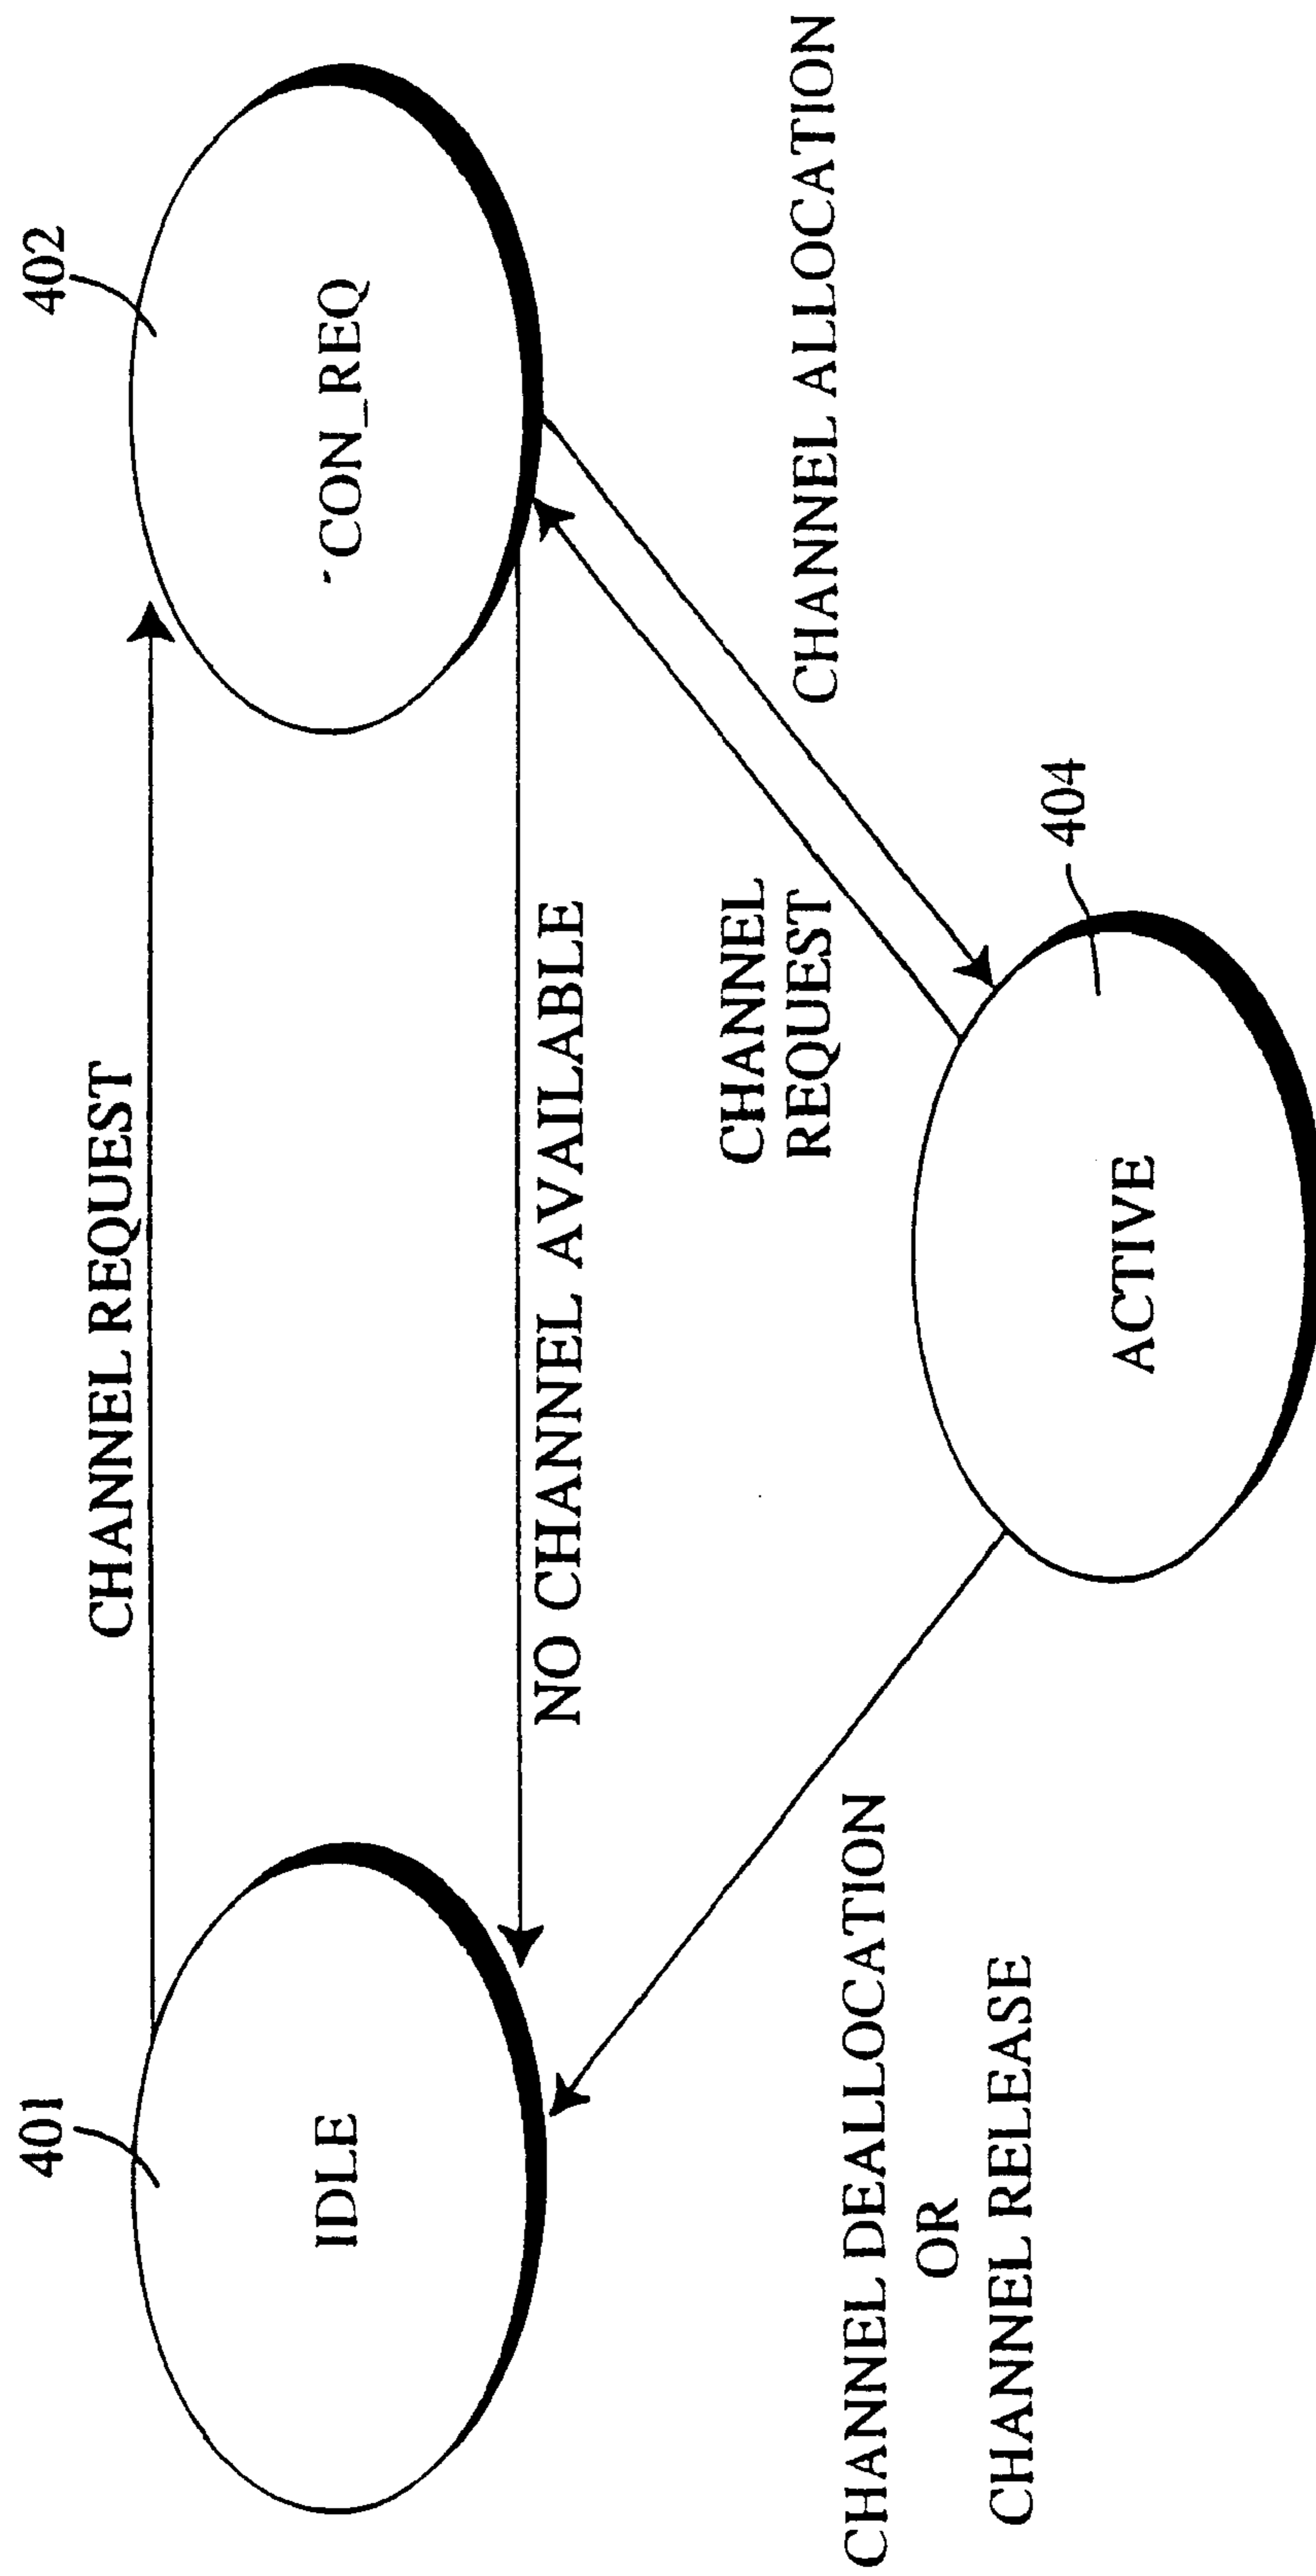 401
402
CHANNEL REQUEST
IDLE
CON_REQ
NO CHANNEL AVAILABLE
CHANNEL
REQUEST
CHANNEL ALLOCATION
CHANNEL DEALLOCATION
OR
CHANNEL RELEASE
404
ACTIVE